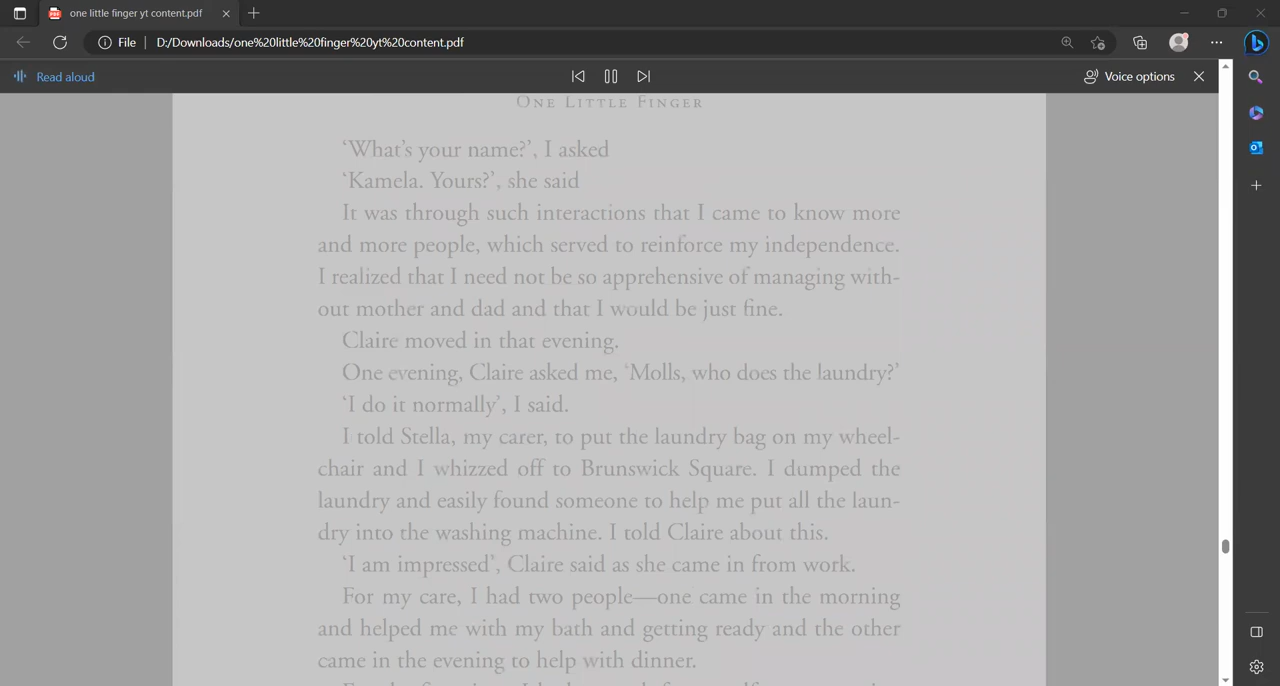 one little finger yt content.pdf
File
D:/Downloads/one%20little%20finger%20yt%20content.pdf
Read aloud
Voice options
ONE LITTLE FINGER
‘What’s your name?’, I asked
‘Kamela. Yours?’, she said
It was through such interactions that I came to know more
and more people, which served to reinforce my independence.
I realized that I need not be so apprehensive of managing with-
out mother and dad and that I would be just fine.
Claire moved in that evening.
One evening, Claire asked me, ‘Molls, who does the laundry?’
‘I do it normally’, I said.
I told Stella, my carer, to put the laundry bag on my wheel-
chair and I whizzed off to Brunswick Square. I dumped the
laundry and easily found someone to help me put all the laun-
dry into the washing machine. I told Claire about this.
‘I am impressed’, Claire said as she came in from work.
For my care, I had two people—one came in the morning
and helped me with my bath and getting ready and the other
came in the evening to help with dinner.